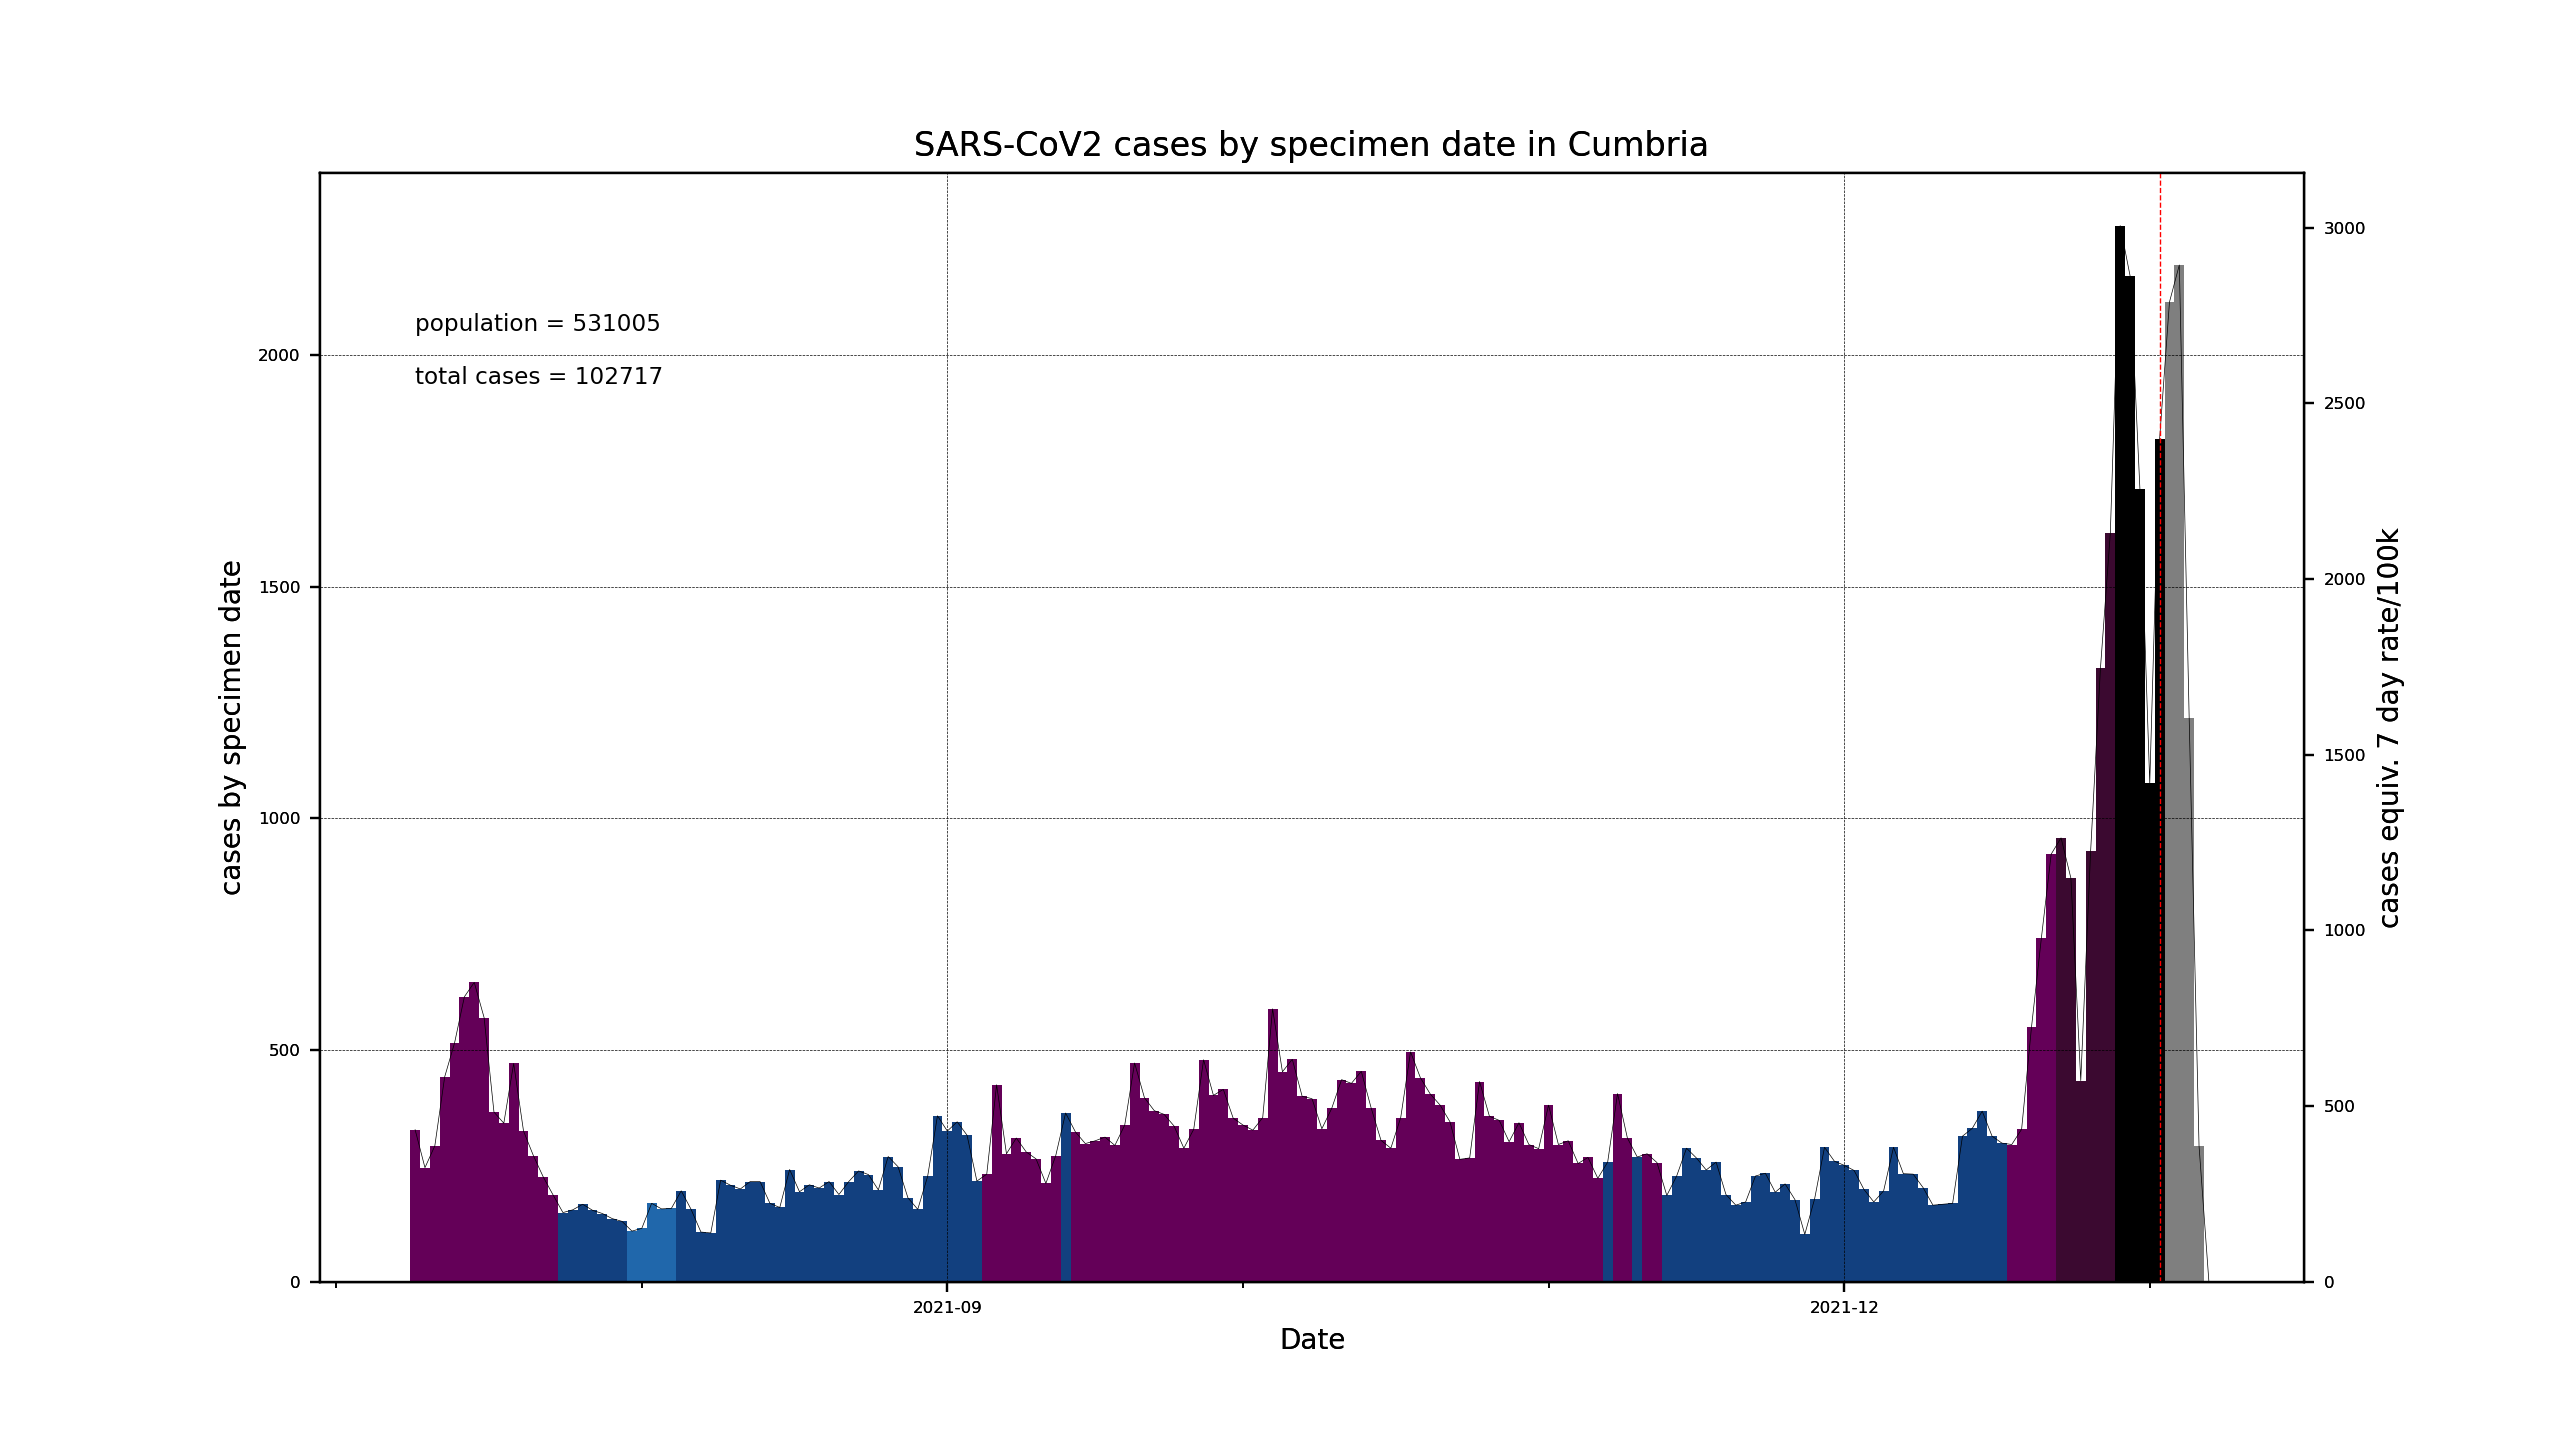 SARS-CoV2 cases by specimen date in Cumbria
population = 531005
total cases = 102717
cases by specimen date
2000
1500
1000
500
0
3000
2500
2000
1500
1000
500
0
cases equiv. 7 day rate/100k
2021-09
2021-12
Date